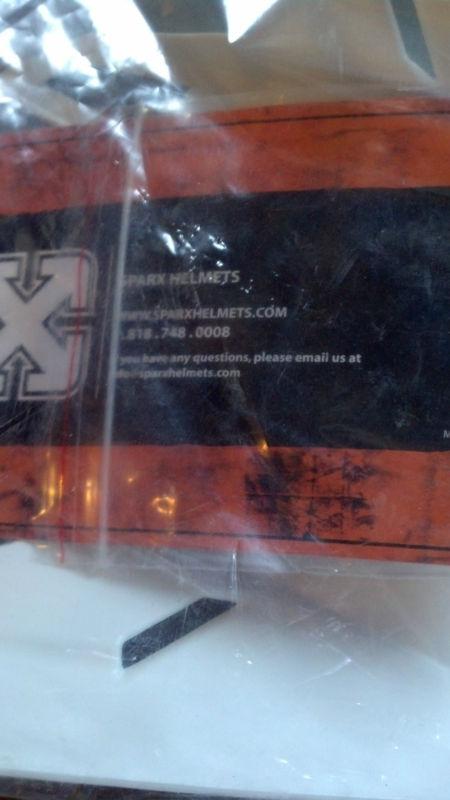 SPARX HELMETS
www.SPARXHELMETS.COM
.818.748.0008
you have any questions, please email us at
sparxhelmets.com
X